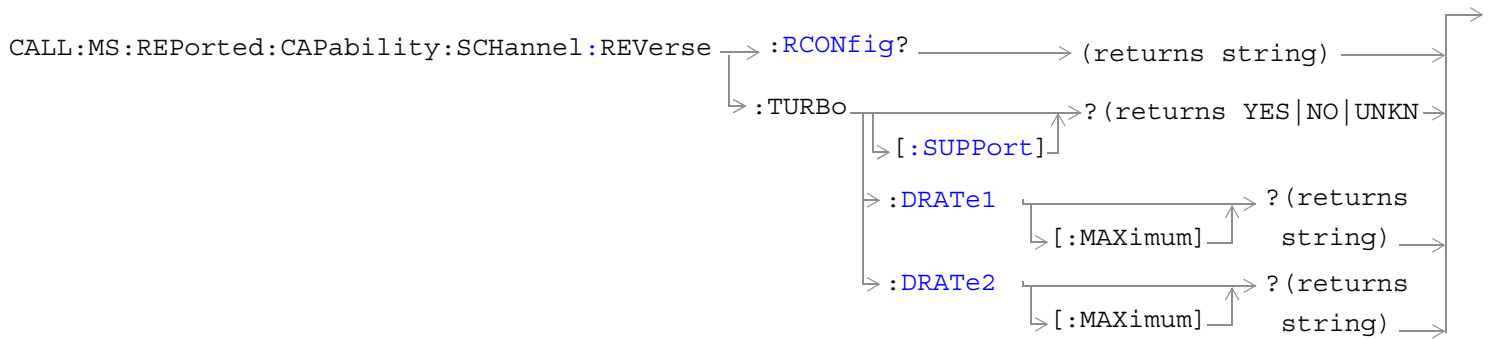 CALL:MS:REPorted:CAPability:SCHannel:REVerse :RCONfig? (returns string)
:TURBo ?(returns YES|NO|UNKN
[:SUPPort]
:DRATe1 ?(returns
[:MAXimum] string)
:DRATe2 ?(returns
[:MAXimum] string)